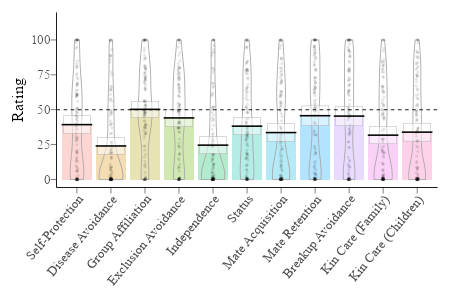 100
75
50
25
0
Rating
Self-Protection
Disease Avoidance
Group Affiliation
Exclusion Avoidance
Independence
Status
Mate Acquisition
Mate Retention
Breakup Avoidance
Kin Care (Family)
Kin Care (Children)